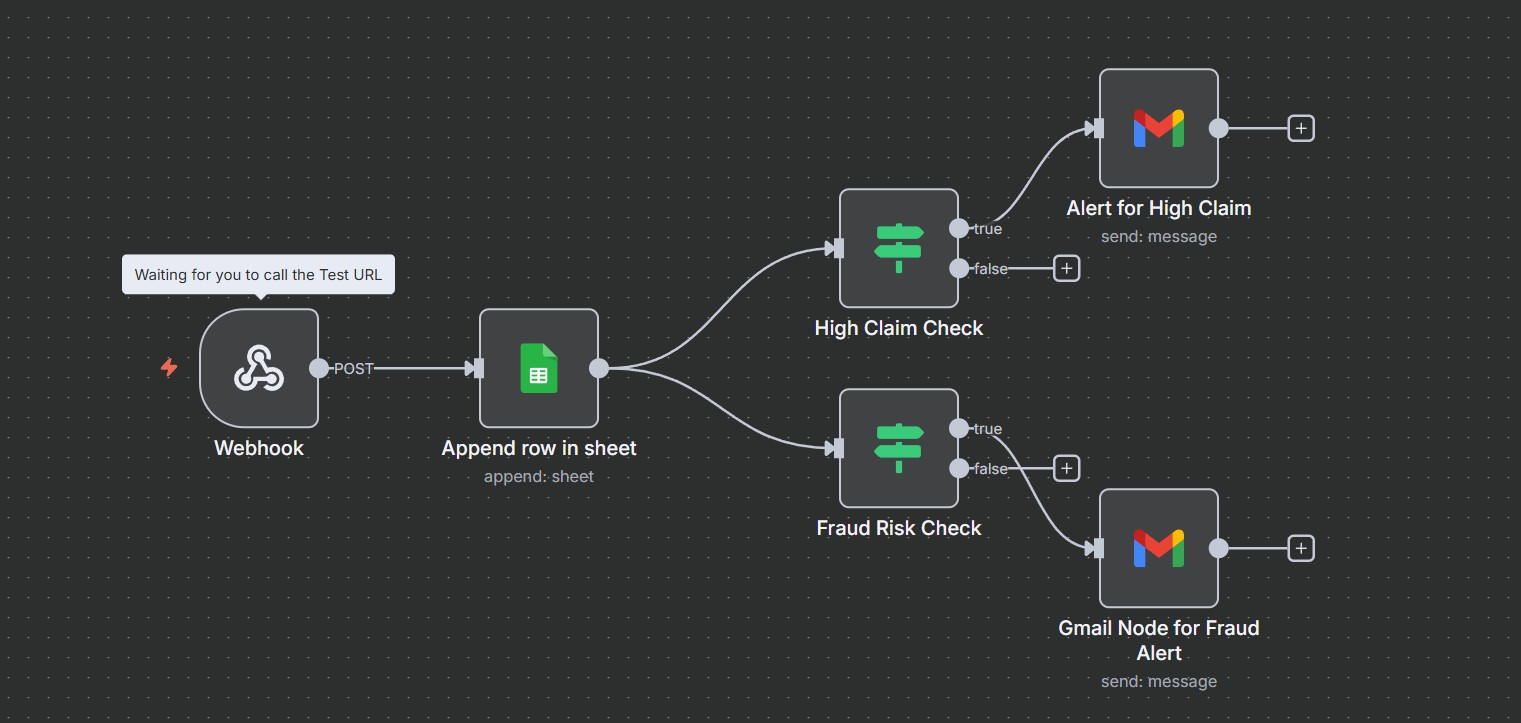 Waiting for you to call the Test URL
POST
Webhook
Append row in sheet
append: sheet
true
false
High Claim Check
true
false
Fraud Risk Check
Alert for High Claim
send: message
Gmail Node for Fraud
Alert
send: message